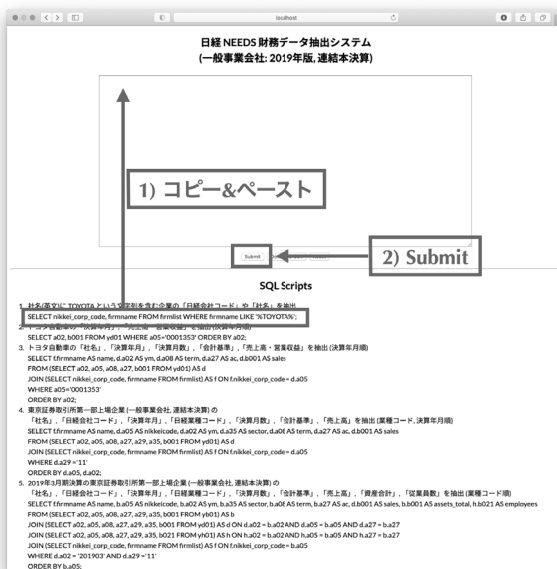 localhost
日経 NEEDS 財務データ抽出システム
(一般事業会社: 2019年版, 連結本決算)
1) コピー&ペースト
Submit
2) Submit
SQL Scripts
1. 社名(英文)に TOYOTA という文字列を含む企業の「日経会社コード」や「社名」を抽出
SELECT nikkei_corp_code, firmname FROM firmlist WHERE firmname LIKE '%TOYOTA%';
2. トヨタ自動車の「決算年月」、「売上高・営業収益」を抽出 (決算年月順)
SELECT a02, b001 FROM yd01 WHERE a05='0001353' ORDER BY a02;
3. トヨタ自動車の「社名」、「決算年月」、「決算月数」、「会計基準」、「売上高・営業収益」を抽出 (決算年月順)
SELECT f.firmname AS name, d.a02 AS ym, d.a08 AS term, d.a27 AS ac, d.b001 AS sales
FROM (SELECT a02, a05, a08, a27, b001 FROM yd01) AS d
JOIN (SELECT nikkei_corp_code, firmname FROM firmlist) AS f ON f.nikkei_corp_code= d.a05
WHERE a05='0001353'
ORDER BY a02;
4. 東京証券取引所第一部上場企業 (一般事業会社, 連結本決算) の
「社名」、「日経会社コード」、「決算年月」、「日経業種コード」、「決算月数」、「会計基準」、「売上高」を抽出 (業種コード, 決算年月順)
SELECT f.firmname AS name, d.a05 AS nikkeicode, d.a02 AS ym, d.a35 AS sector, d.a08 AS term, d.a27 AS ac, d.b001 AS sales
FROM (SELECT a02, a05, a08, a27, a29, a35, b001 FROM yd01) AS d
JOIN (SELECT nikkei_corp_code, firmname FROM firmlist) AS f ON f.nikkei_corp_code= d.a05
WHERE d.a29 ='11'
ORDER BY d.a05, d.a02;
5. 2019年3月期決算の東京証券取引所第一部上場企業 (一般事業会社, 連結本決算) の
「社名」、「日経会社コード」、「決算年月」、「日経業種コード」、「決算月数」、「会計基準」、「売上高」、「資産合計」、「従業員数」を抽出 (業種コード順)
SELECT f.firmname AS name, b.a05 AS nikkeicode, b.a02 AS ym, b.a35 AS sector, b.a08 AS term, b.a27 AS ac, d.b001 AS sales, b.b001 AS assets_total, h.b021 AS employees
FROM (SELECT a02, a05, a08, a27, a29, a35, b001 FROM yb01) AS b
JOIN (SELECT a02, a05, a08, a27, a29, a35, b001 FROM yd01) AS d ON d.a02 = b.a02AND d.a05 = b.a05 AND d.a27 = b.a27
JOIN (SELECT a02, a05, a08, a27, a29, a35, b021 FROM yh01) AS h ON h.a02 = b.a02AND h.a05 = b.a05 AND h.a27 = b.a27
JOIN (SELECT nikkei_corp_code, firmname FROM firmlist) AS f ON f.nikkei_corp_code= b.a05
WHERE d.a02 = '201903' AND d.a29 ='11'
ORDER BY b.a05;